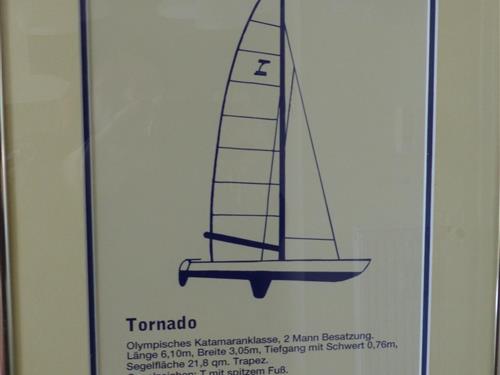 Tornado
Olympisches Katamaranklasse, 2 Mann Besatzung.
Länge 6,10m, Breite 3,05m, Tiefgang mit Schwert 0,76m,
Segelfläche 21,8 qm. Trapez.
Segelzeichen: T mit spitzem Fuß.